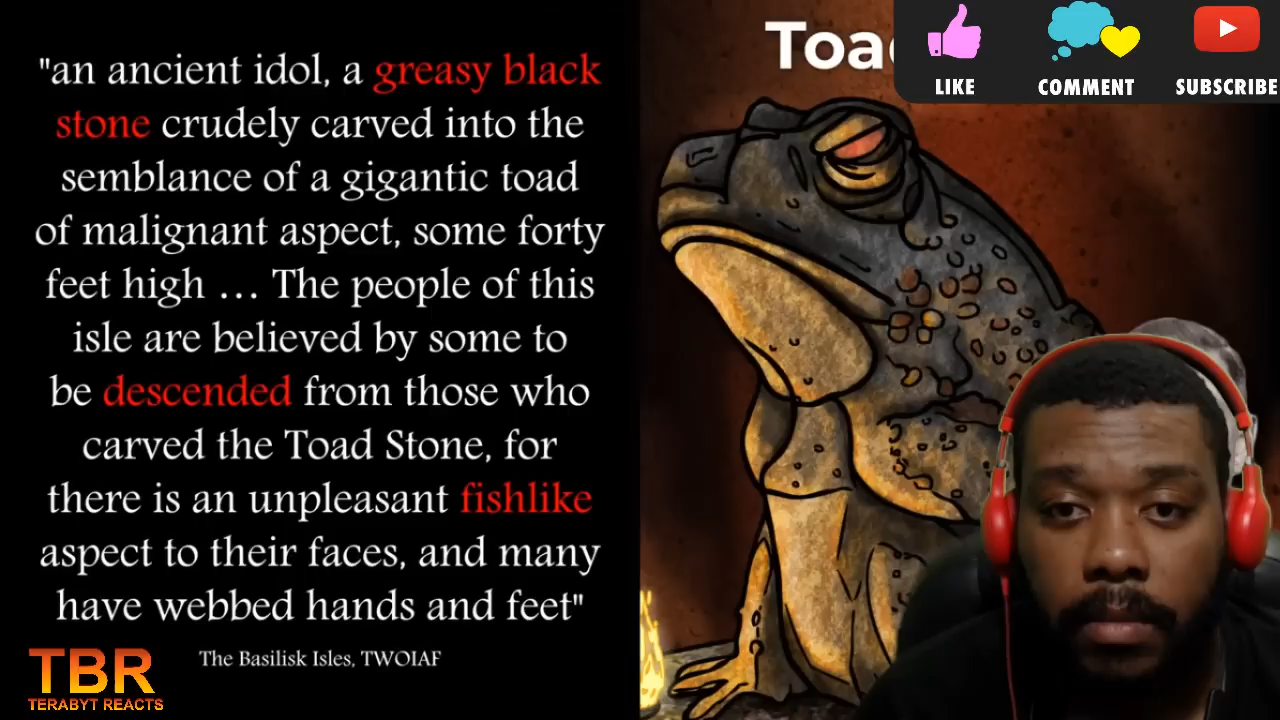 "an ancient idol, a greasy black
stone crudely carved into the
semblance of a gigantic toad
of malignant aspect, some forty
feet high … The people of this
isle are believed by some to
be descended from those who
carved the Toad Stone, for
there is an unpleasant fishlike
aspect to their faces, and many
have webbed hands and feet"
The Basilisk Isles, TWOIAF
TBR
TERABYT REACTS
LIKE
COMMENT
SUBSCRIBE